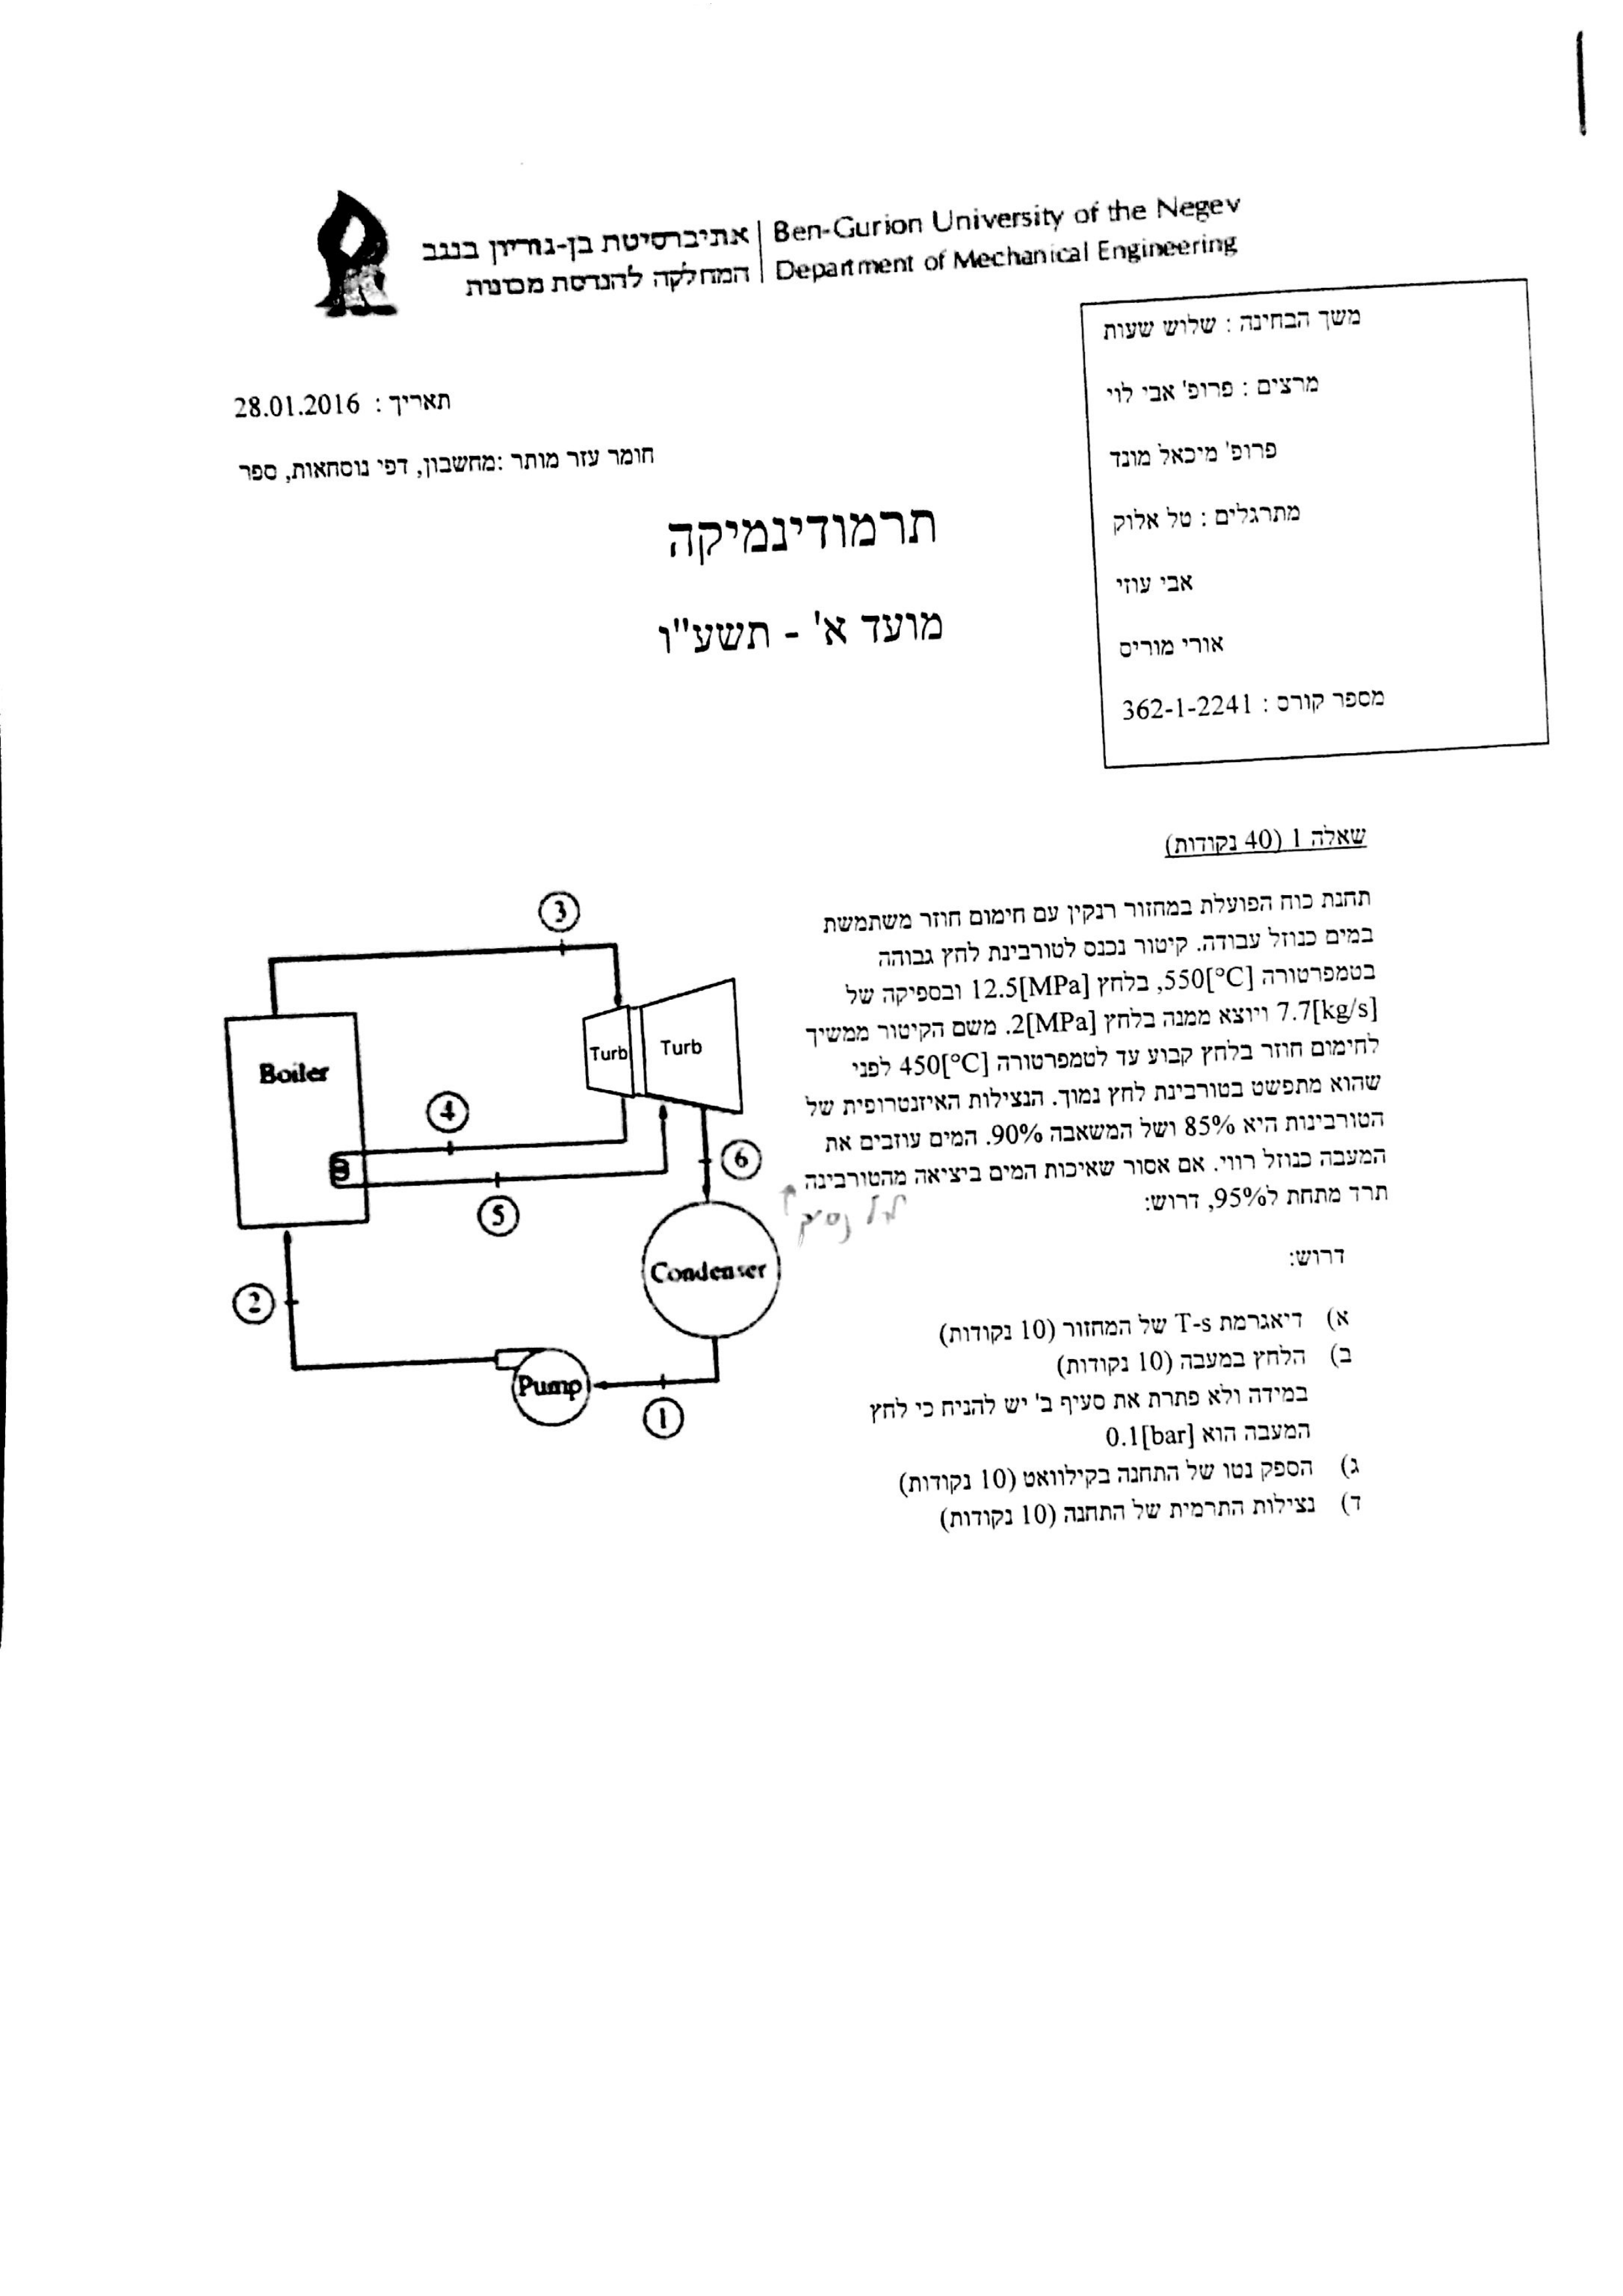 אוניברסיטת בן-גוריון בנגב | Ben-Gurion University of the Negev
המחלקה להנדסת מכונות | Department of Mechanical Engineering
משך הבחינה : שלוש שעות
מרצים : פרופ' אבי לוי
פרופ' מיכאל מונד
מתרגלים : טל אלוק
אבי עוזי
אורי מוריס
מספר קורס : 362-1-2241
תאריך : 28.01.2016
חומר עזר מותר :מחשבון, דפי נוסחאות, ספר
תרמודינמיקה
מועד א' - תשע"ו
שאלה 1 (40 נקודות)
תחנת כוח הפועלת במחזור רנקין עם חימום חוזר משתמשת
במים כנוזל עבודה. קיטור נכנס לטורבינת לחץ גבוהה
בטמפרטורה 550[°C], בלחץ 12.5[MPa] ובספיקה של
7.7[kg/s] ויוצא ממנה בלחץ 2[MPa]. משם הקיטור ממשיך
לחימום חוזר בלחץ קבוע עד לטמפרטורה 450[°C] לפני
שהוא מתפשט בטורבינת לחץ נמוך. הנצילות האיזנטרופית של
הטורבינות היא 85% ושל המשאבה 90%. המים עוזבים את
המעבה כנוזל רווי. אם אסור שאיכות המים ביציאה מהטורבינה
תרד מתחת ל95%, דרוש:
דרוש:
א) דיאגרמת T-s של המחזור (10 נקודות)
ב) הלחץ במעבה (10 נקודות)
במידה ולא פתרת את סעיף ב' יש להניח כי לחץ
המעבה הוא 0.1[bar]
ג) הספק נטו של התחנה בקילוואט (10 נקודות)
ד) נצילות התרמית של התחנה (10 נקודות)
3
Boiler
Turb
Turb
4
6
5
Condenser
2
Pump
1